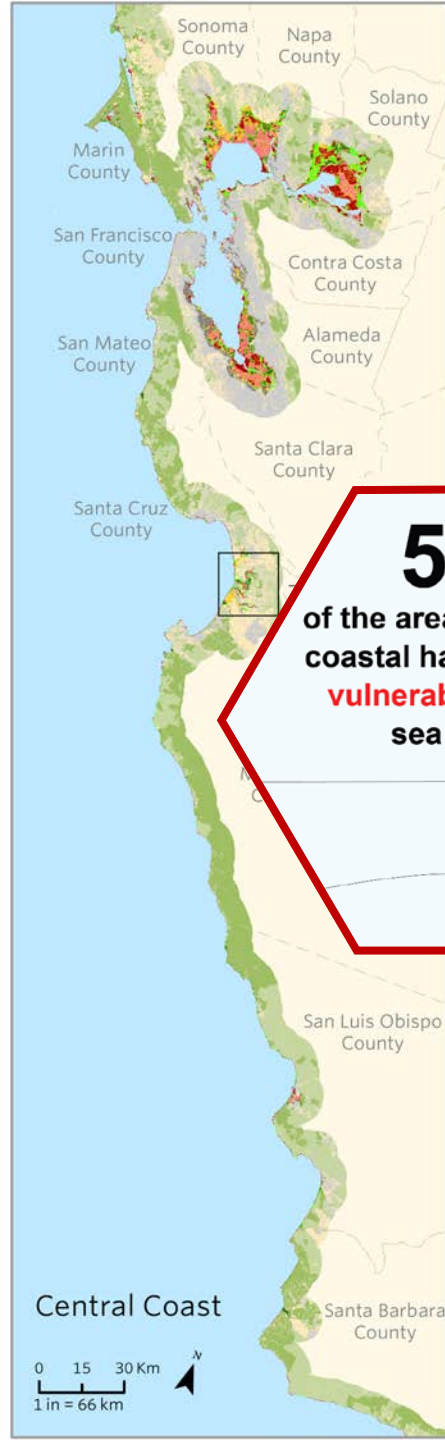 Sonoma
County
Napa
County
Solano
County
Marin
County
San Francisco
County
Contra Costa
County
San Mateo
County
Alameda
County
Santa Clara
County
Santa Cruz
County
5
of the area
coastal ha
vulnerab
sea
M
C
San Luis Obispo
County
Central Coast
Santa Barbara
County
N
0 15 30 Km
1 in = 66 km